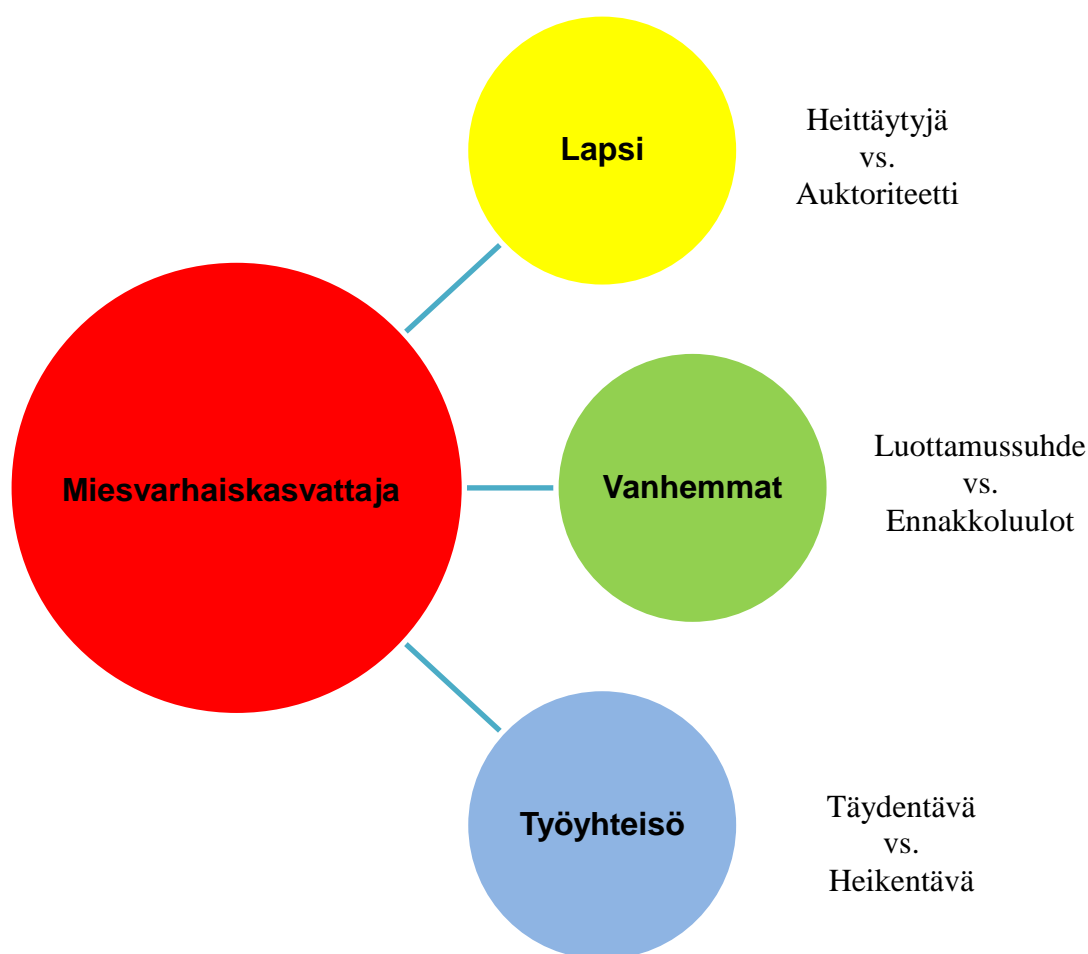 Lapsi
Heittäytyjä
vs.
Auktoriteetti
Miesvarhaiskasvattaja
Vanhemmat
Luottamussuhde
vs.
Ennakkoluulot
Työyhteisö
Täydentävä
vs.
Heikentävä